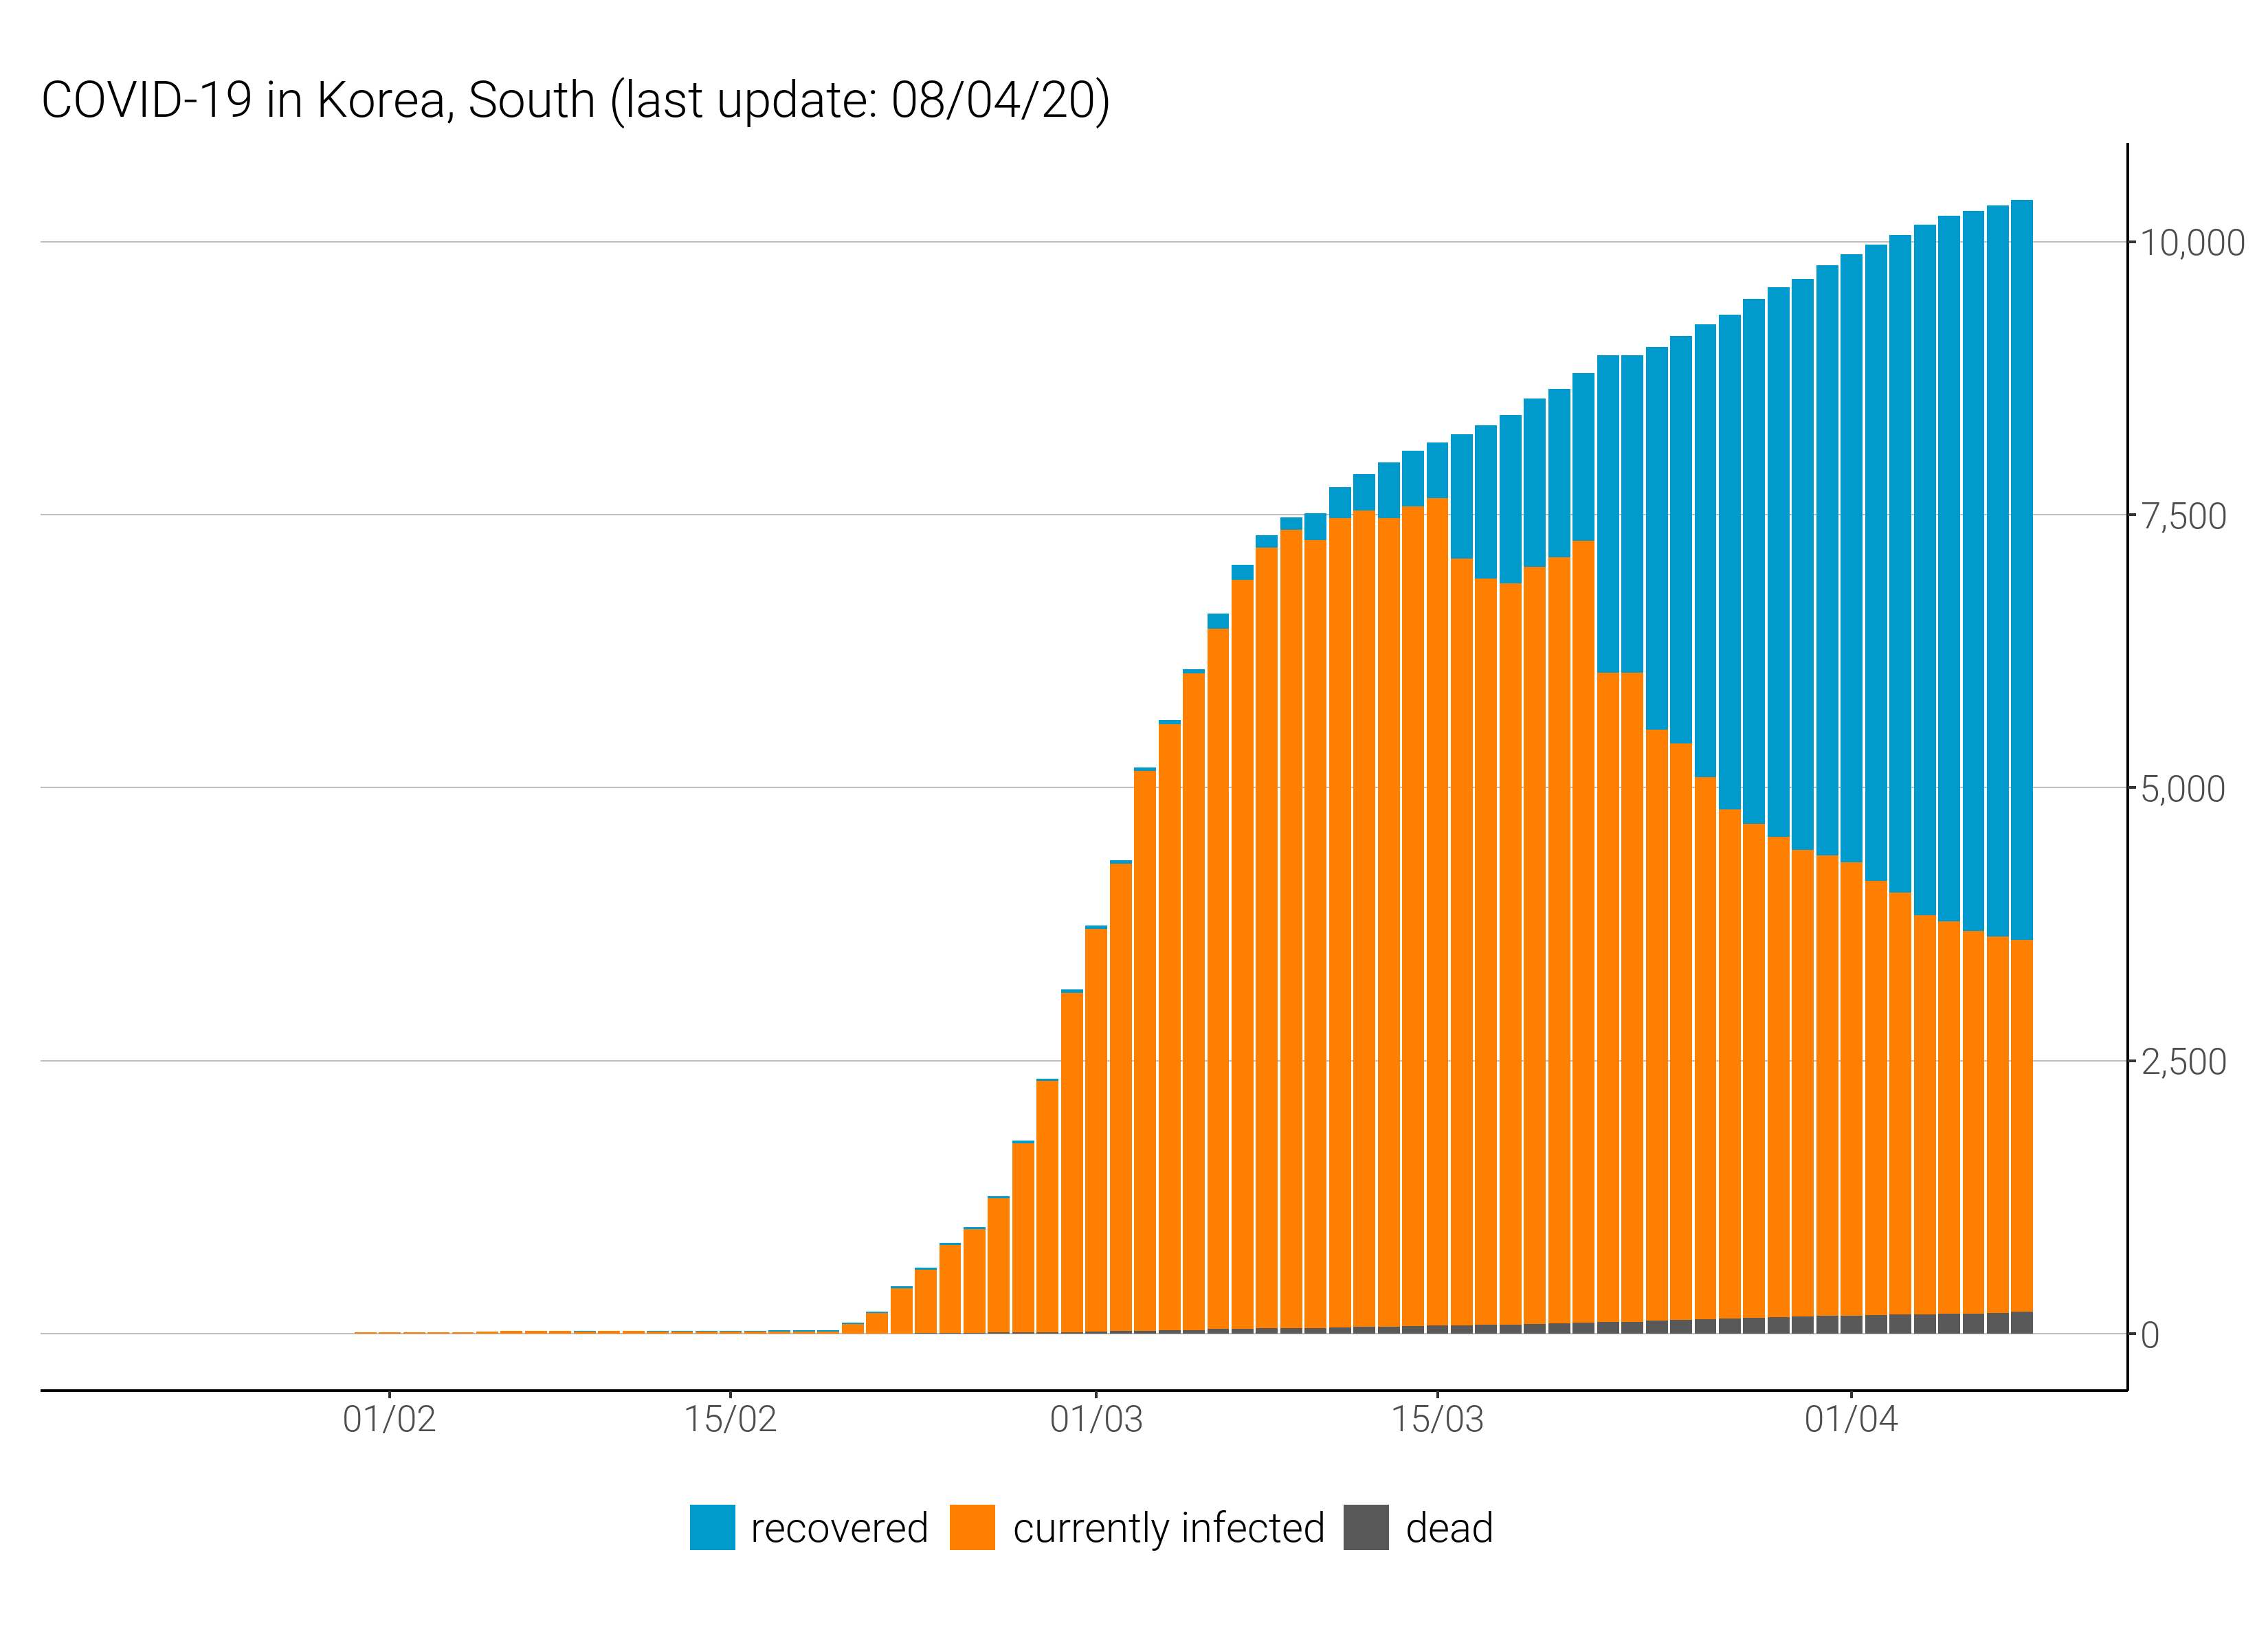 COVID-19 in Korea, South (last update: 08/04/20)
10,000
7,500
5,000
2,500
0
01/02 15/02 01/03 15/03 01/04
recovered currently infected dead